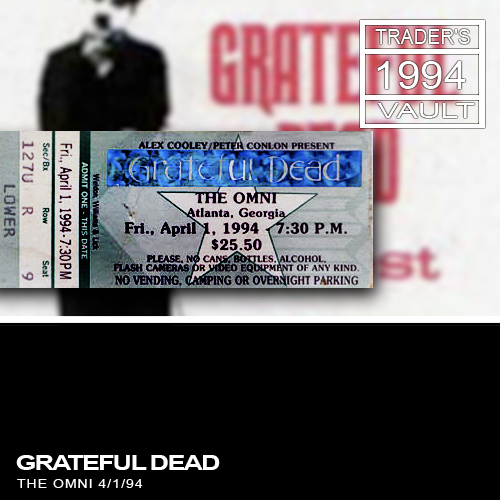 GRATEFUL
DEAD
st
TRADER'S
1994
VAULT
Sec/Bx Row Seat
127U R 9
LOWER
Fri., April 1, 1994-7:30PM
ADMIT ONE - THIS DATE
ALEX COOLEY/PETER CONLON PRESENT
Grateful Dead
THE OMNI
Atlanta, Georgia
Fri., April 1, 1994 - 7:30 P.M.
$25.50
PLEASE, NO CANS, BOTTLES, ALCOHOL,
FLASH CAMERAS OR VIDEO EQUIPMENT OF ANY KIND.
NO VENDING, CAMPING OR OVERNIGHT PARKING
GRATEFUL DEAD
THE OMNI 4/1/94